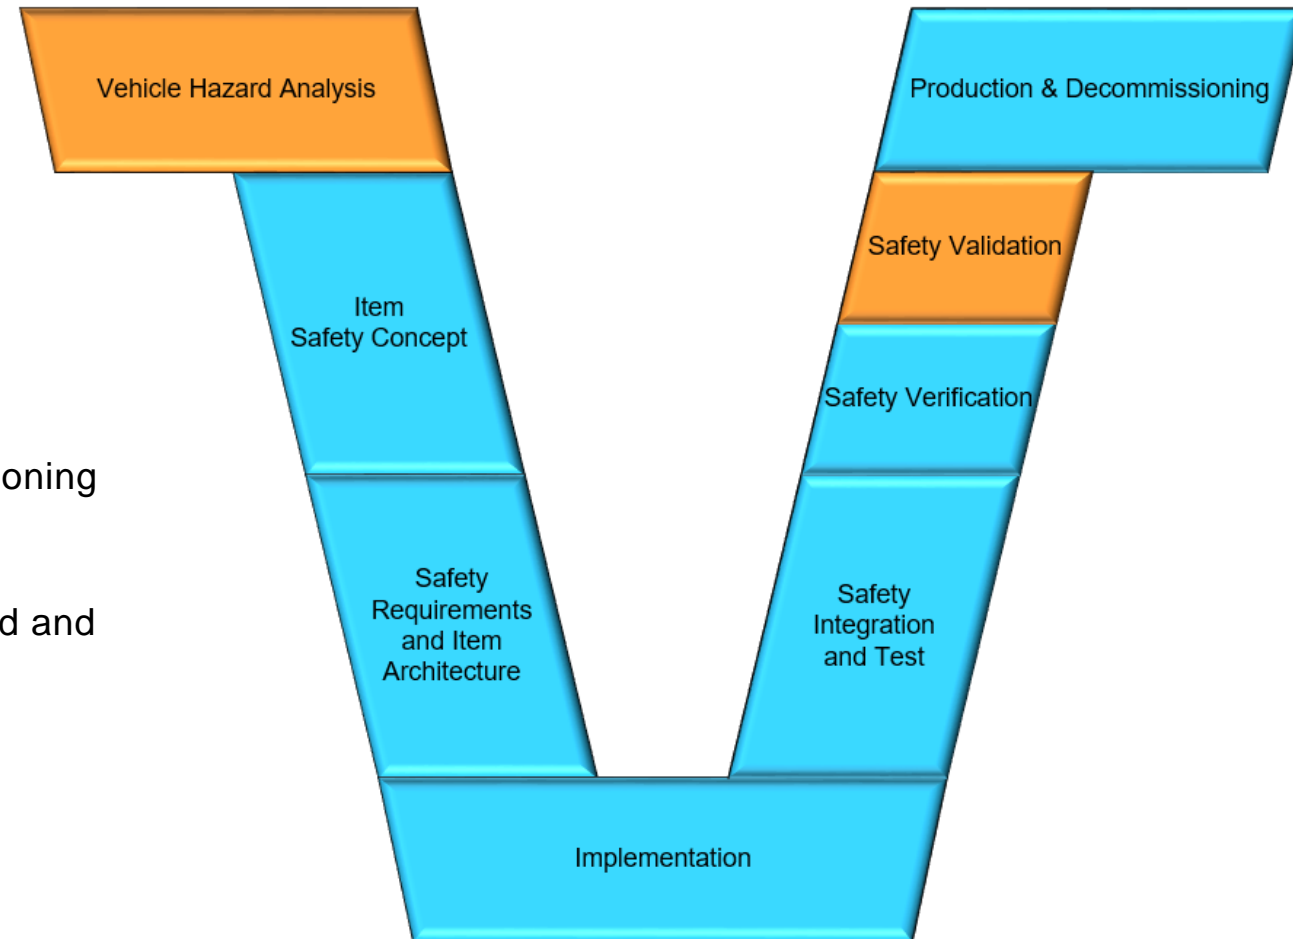 Vehicle Hazard Analysis
Production & Decommissioning
Safety Validation
Item
Safety Concept
Safety Verification
oning
Safety
Requirements
and Item
Architecture
Safety
Integration
and Test
d and
Implementation